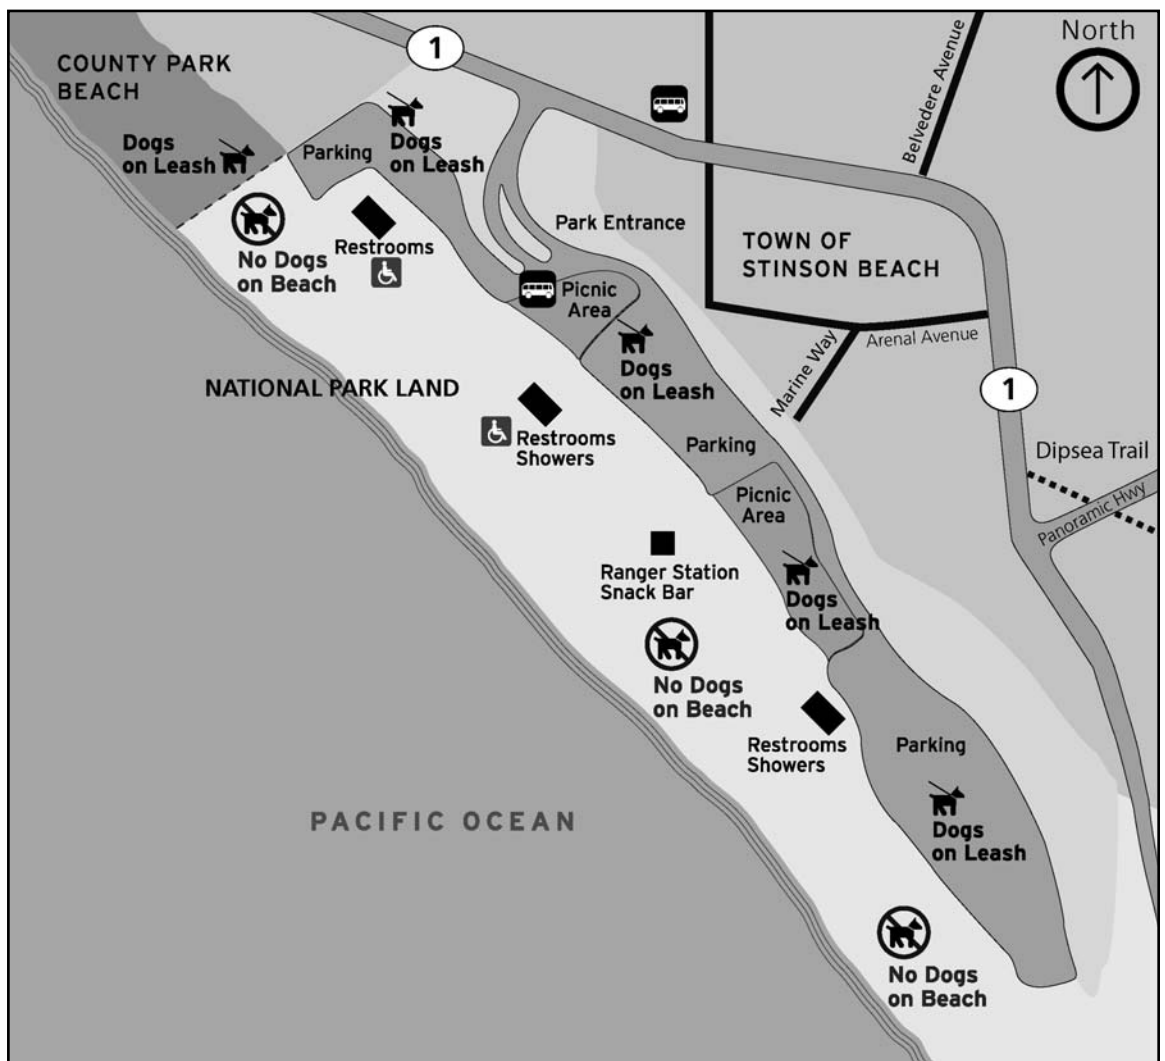 1
North
Belvedere Avenue
COUNTY PARK
BEACH
Dogs
on Leash
Parking
Dogs
on Leash
No Dogs
on Beach
Restrooms
Park Entrance
TOWN OF
STINSON BEACH
Picnic
Area
Marine Way
Arenal Avenue
Dogs
on Leash
NATIONAL PARK LAND
1
Restrooms
Showers
Parking
Dipsea Trail
Panoramic Hwy
Picnic
Area
Ranger Station
Snack Bar
Dogs
on Leash
No Dogs
on Beach
Restrooms
Showers
Parking
PACIFIC OCEAN
Dogs
on Leash
No Dogs
on Beach